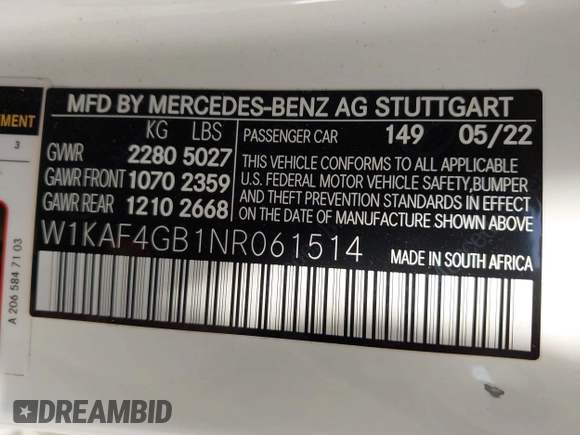 MFD BY MERCEDES-BENZ AG STUTTGART
KG LBS
GVWR 2280 5027
GAWR FRONT 1070 2359
GAWR REAR 1210 2668
PASSENGER CAR 149 05/22
THIS VEHICLE CONFORMS TO ALL APPLICABLE
U.S. FEDERAL MOTOR VEHICLE SAFETY,BUMPER
AND THEFT PREVENTION STANDARDS IN EFFECT
ON THE DATE OF MANUFACTURE SHOWN ABOVE
W1KAF4GB1NR061514
MADE IN SOUTH AFRICA
3
A 206 584 71 03
DREAMBID